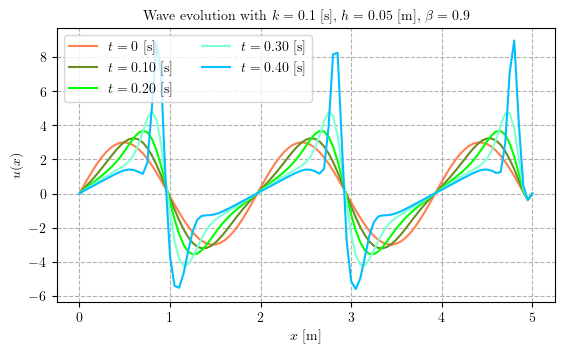 Wave evolution with k = 0.1 [s], h = 0.05 [m], β = 0.9
t = 0 [s]
t = 0.10 [s]
t = 0.20 [s]
t = 0.30 [s]
t = 0.40 [s]
u(x)
8
6
4
2
0
−2
−4
−6
0 1 2 3 4 5
x [m]